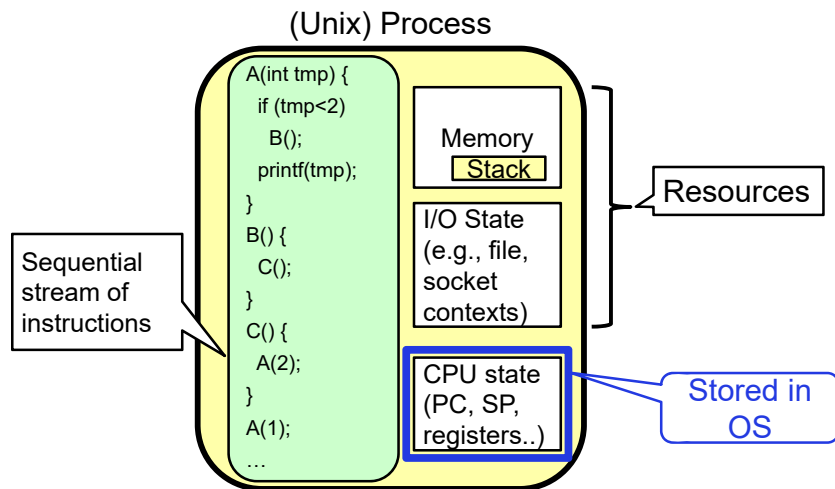 (Unix) Process
A(int tmp) {
if (tmp<2)
B();
printf(tmp);
}
B() {
C();
}
C() {
A(2);
}
A(1);
…
Sequential
stream of
instructions
Memory
Stack
I/O State
(e.g., file,
socket
contexts)
Resources
CPU state
(PC, SP,
registers..)
Stored in
OS